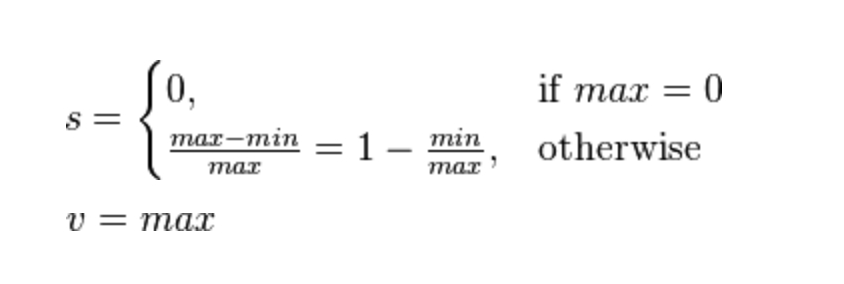 s = { 0, if max = 0
max−min / max = 1 − min / max, otherwise
v = max